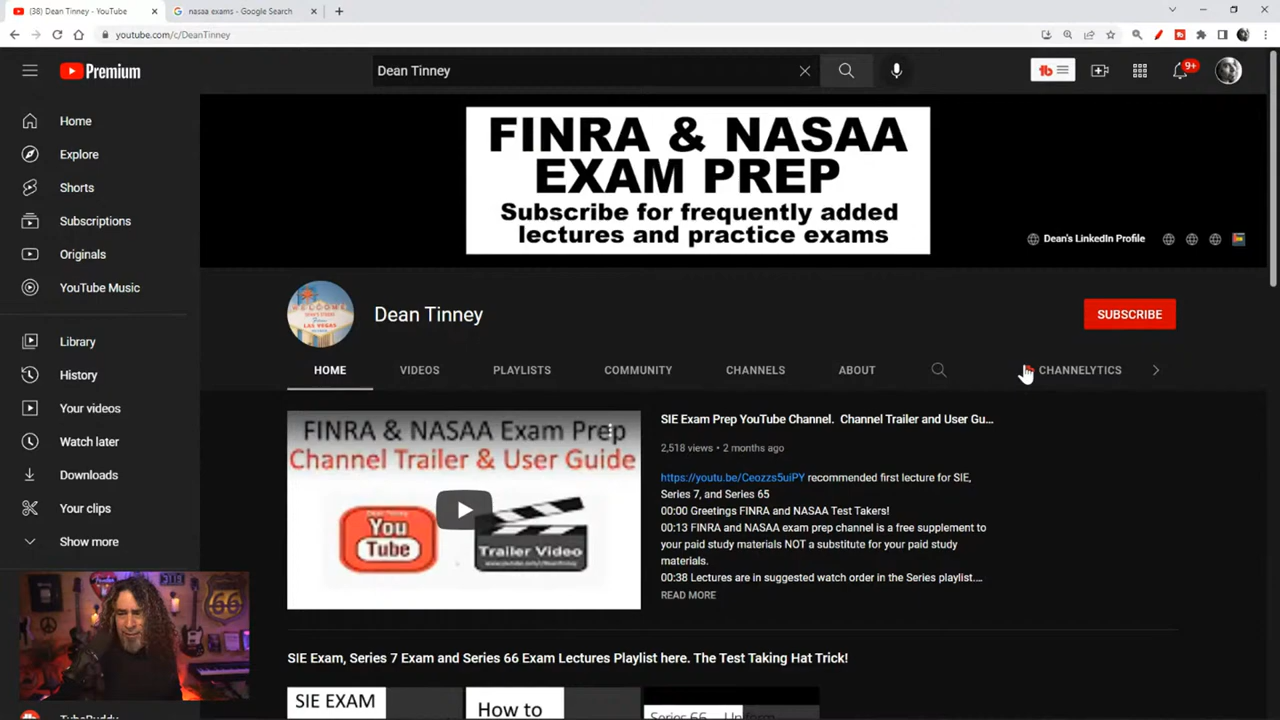 (38) Dean Tinney - YouTube
nasaa exams - Google Search
youtube.com/c/DeanTinney
Premium
Dean Tinney
9+
Home
Explore
Shorts
Subscriptions
Originals
YouTube Music
Library
History
Your videos
Watch later
Downloads
Your clips
Show more
FINRA & NASAA
EXAM PREP
Subscribe for frequently added
lectures and practice exams
Dean's LinkedIn Profile
Dean Tinney
SUBSCRIBE
HOME
VIDEOS
PLAYLISTS
COMMUNITY
CHANNELS
ABOUT
CHANNELYTICS
FINRA & NASAA Exam Prep
Channel Trailer & User Guide
You
Tube
Trailer Video
SIE Exam Prep YouTube Channel. Channel Trailer and User Gu...
2,518 views • 2 months ago
https://youtu.be/Ceozzs5uiPY recommended first lecture for SIE,
Series 7, and Series 65
00:00 Greetings FINRA and NASAA Test Takers!
00:13 FINRA and NASAA exam prep channel is a free supplement to
your paid study materials NOT a substitute for your paid study
materials.
00:38 Lectures are in suggested watch order in the Series playlist....
READ MORE
SIE Exam, Series 7 Exam and Series 66 Exam Lectures Playlist here. The Test Taking Hat Trick!
SIE EXAM
How to
Series 66 Uniform
66
TubeBuddy